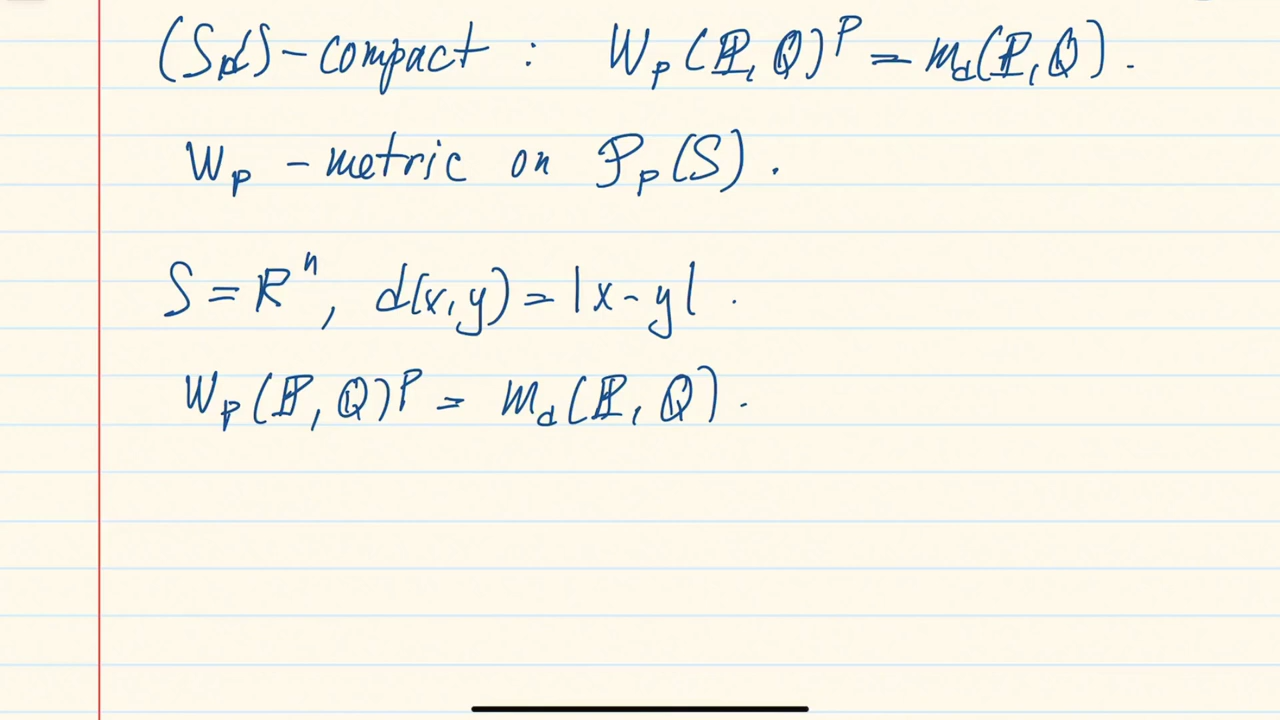 (S,d)-compact : W_p(ℙ,ℚ)^p = m_d(ℙ,ℚ).
W_p - metric on 𝒫_p(S).
S = ℝ^n, d(x,y) = |x-y|.
W_p(ℙ,ℚ)^p = m_d(ℙ,ℚ).